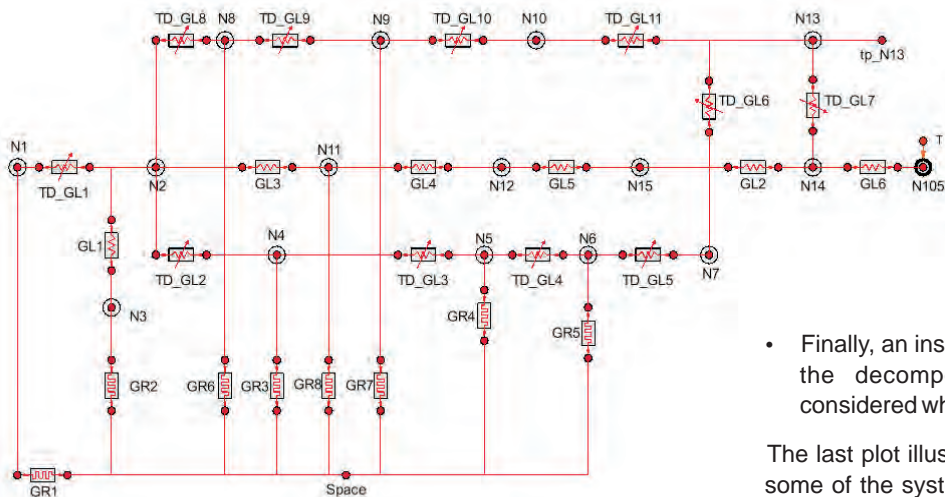 TD_GL8 N8 TD_GL9 N9 TD_GL10 N10 TD_GL11 N13
tp_N13
TD_GL6 TD_GL7
N1 N11 T
TD_GL1 N2 GL3 GL4 N12 GL5 N15 GL2 N14 GL6 N105
GL1 N4 N5 N6
TD_GL2 TD_GL3 TD_GL4 TD_GL5 N7
N3 GR4 GR5
GR2 GR6 GR3 GR8 GR7
GR1 Space
• Finally, an ins
the decomp
considered wh
The last plot illus
some of the syst